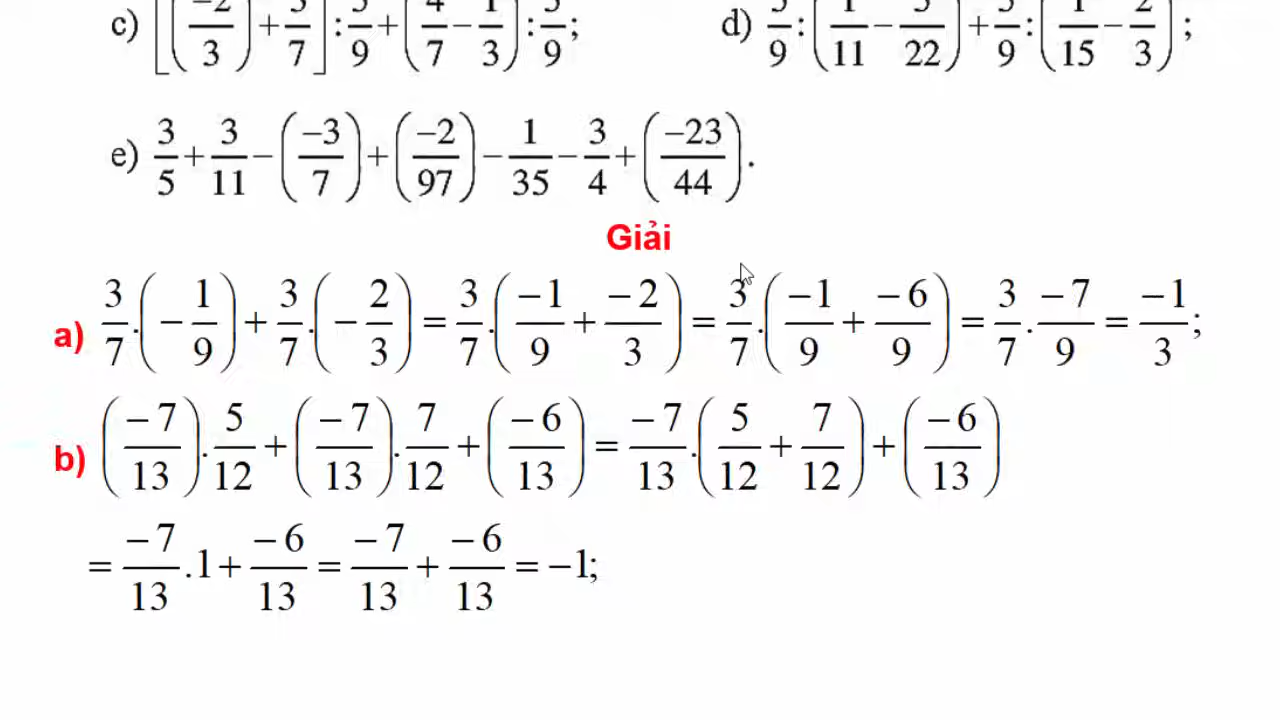 c) [(-2/3) + 3/7] : 5/9 + (4/7 − 1/3) : 5/9; d) 5/9 : (1/11 − 5/22) + 5/9 : (1/15 − 2/3);
e) 3/5 + 3/11 − (−3/7) + (−2/97) − 1/35 − 3/4 + (−23/44).
Giải
a) 3/7.(−1/9) + 3/7.(−2/3) = 3/7.(−1/9 + −2/3) = 3/7.(−1/9 + −6/9) = 3/7.−7/9 = −1/3;
b) (−7/13).5/12 + (−7/13).7/12 + (−6/13) = −7/13.(5/12 + 7/12) + (−6/13)
= −7/13.1 + −6/13 = −7/13 + −6/13 = −1;